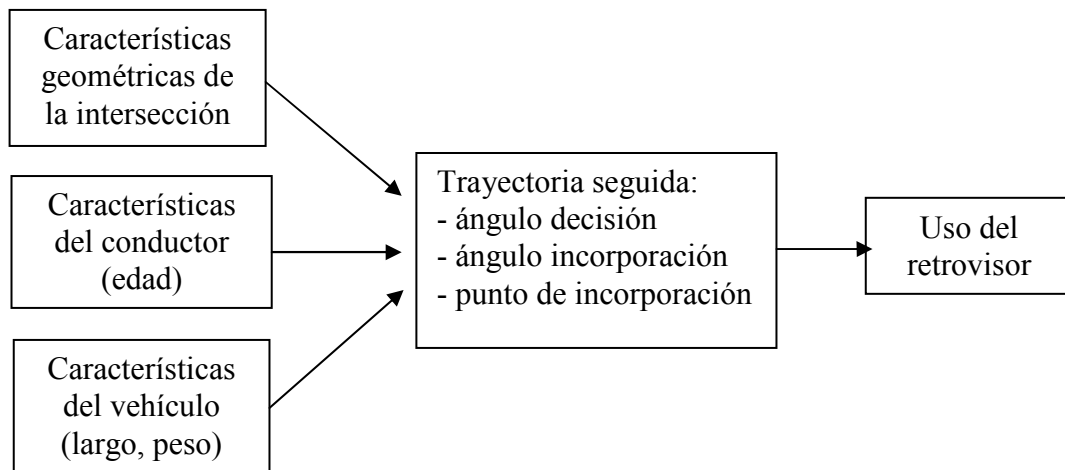 Características
geométricas de
la intersección
Características
del conductor
(edad)
Características
del vehículo
(largo, peso)
Trayectoria seguida:
- ángulo decisión
- ángulo incorporación
- punto de incorporación
Uso del
retrovisor